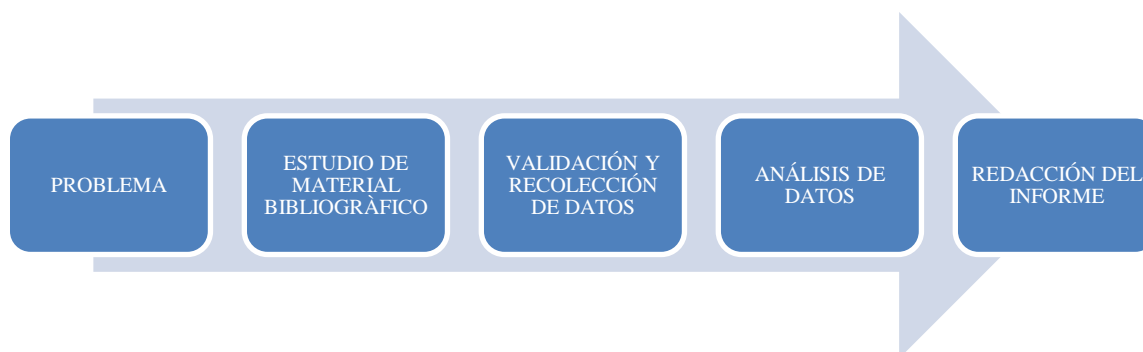 PROBLEMA
ESTUDIO DE
MATERIAL
BIBLIOGRÀFICO
VALIDACIÓN Y
RECOLECCIÓN
DE DATOS
ANÁLISIS DE
DATOS
REDACCIÓN DEL
INFORME